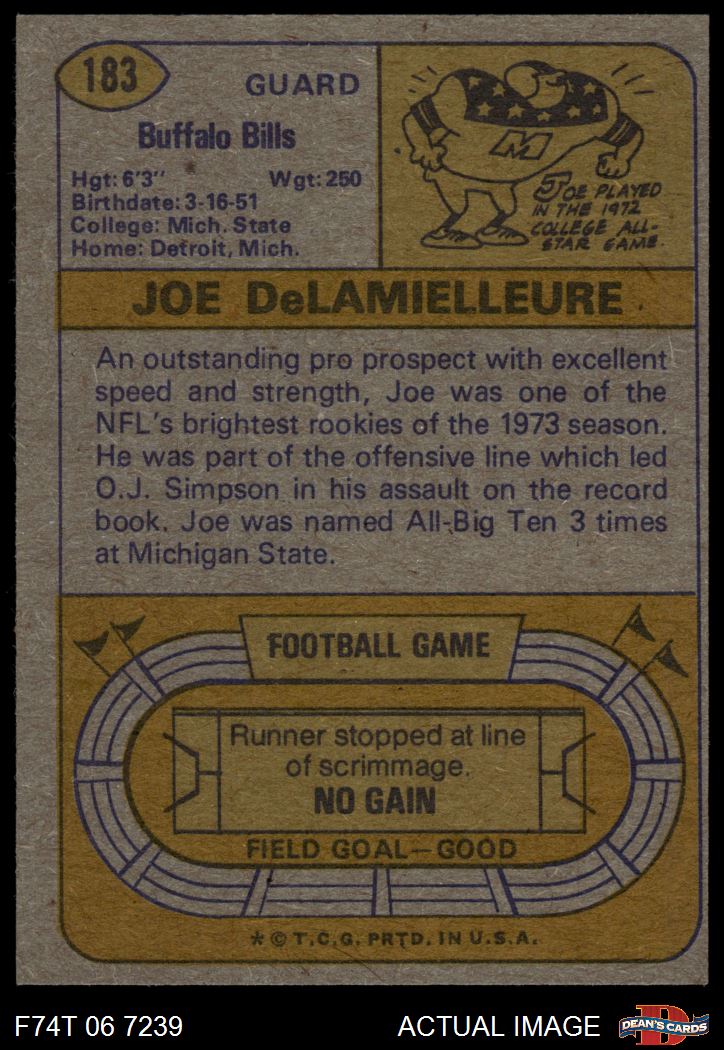 183
GUARD
Buffalo Bills
Hgt: 6'3" Wgt: 250
Birthdate: 3-16-51
College: Mich. State
Home: Detroit, Mich.
M
JOE PLAYED
IN THE 1972
COLLEGE ALL-
STAR GAME.
JOE DeLAMIELLEURE
An outstanding pro prospect with excellent
speed and strength, Joe was one of the
NFL's brightest rookies of the 1973 season.
He was part of the offensive line which led
O.J. Simpson in his assault on the record
book. Joe was named All-Big Ten 3 times
at Michigan State.
FOOTBALL GAME
Runner stopped at line
of scrimmage.
NO GAIN
FIELD GOAL—GOOD
* © T.C.G. PRTD. IN U.S.A.
F74T 06 7239 ACTUAL IMAGE
D
DEAN'S CARDS